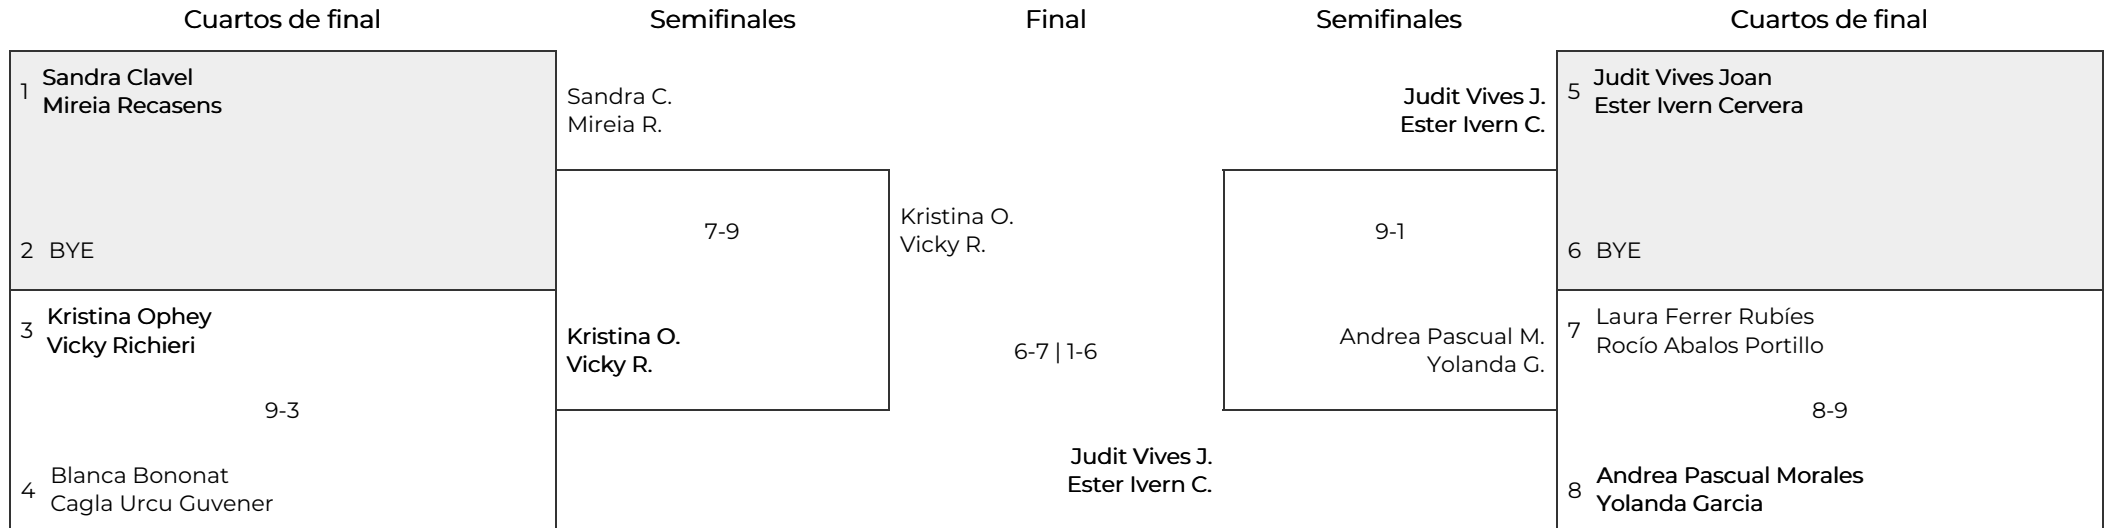 Cuartos de final
Semifinales
Final
Semifinales
Cuartos de final
1
Sandra Clavel
Mireia Recasens
2 BYE
3
Kristina Ophey
Vicky Richieri
9-3
4
Blanca Bononat
Cagla Urcu Guvener
Sandra C.
Mireia R.
7-9
Kristina O.
Vicky R.
Kristina O.
Vicky R.
6-7 | 1-6
Judit Vives J.
Ester Ivern C.
Judit Vives J.
Ester Ivern C.
9-1
Andrea Pascual M.
Yolanda G.
5
Judit Vives Joan
Ester Ivern Cervera
6 BYE
7
Laura Ferrer Rubíes
Rocío Abalos Portillo
8-9
8
Andrea Pascual Morales
Yolanda Garcia